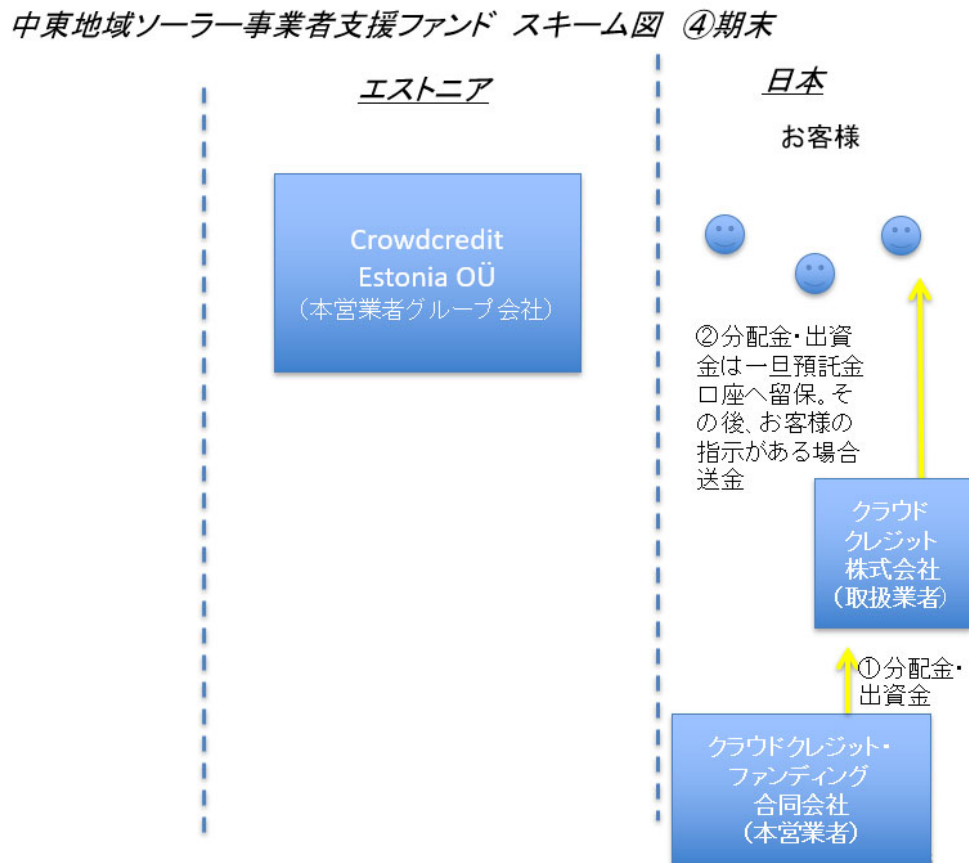 中東地域ソーラー事業者支援ファンド スキーム図 ④期末
エストニア
日本
お客様
Crowdcredit
Estonia OÜ
（本営業者グループ会社）
②分配金・出資
金は一旦預託金
口座へ留保。そ
の後、お客様の
指示がある場合
送金
クラウド
クレジット
株式会社
（取扱業者）
①分配金・
出資金
クラウドクレジット・
ファンディング
合同会社
（本営業者）